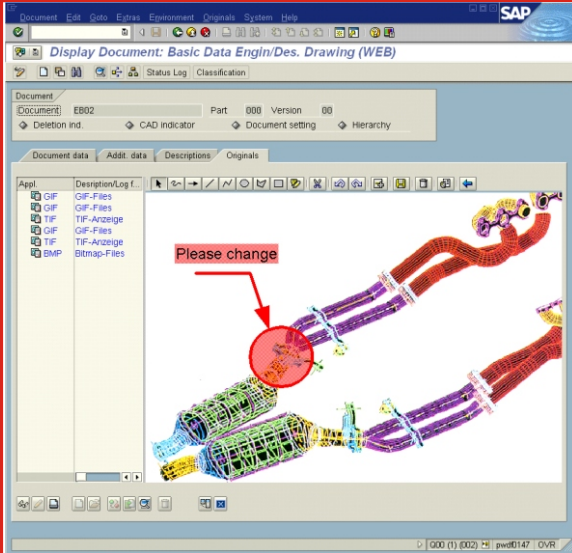 Document Edit Goto Extras Environment Originals System Help
SAP
Display Document: Basic Data Engin/Des. Drawing (WEB)
Status Log Classification
Document
Document EB02 Part 000 Version 00
Deletion ind. CAD indicator Document setting Hierarchy
Document data Addit. data Descriptions Originals
Appl. Desription/Log f...
GIF GIF-Files
GIF GIF-Files
TIF TIF-Anzeige
GIF GIF-Files
TIF TIF-Anzeige
BMP Bitmap-Files
Please change
Q00 (1) (002) pwdf0147 OVR